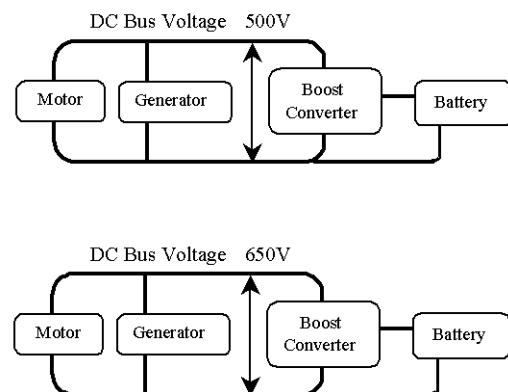 DC Bus Voltage 500V
Motor
Generator
Boost
Converter
Battery
DC Bus Voltage 650V
Motor
Generator
Boost
Converter
Battery